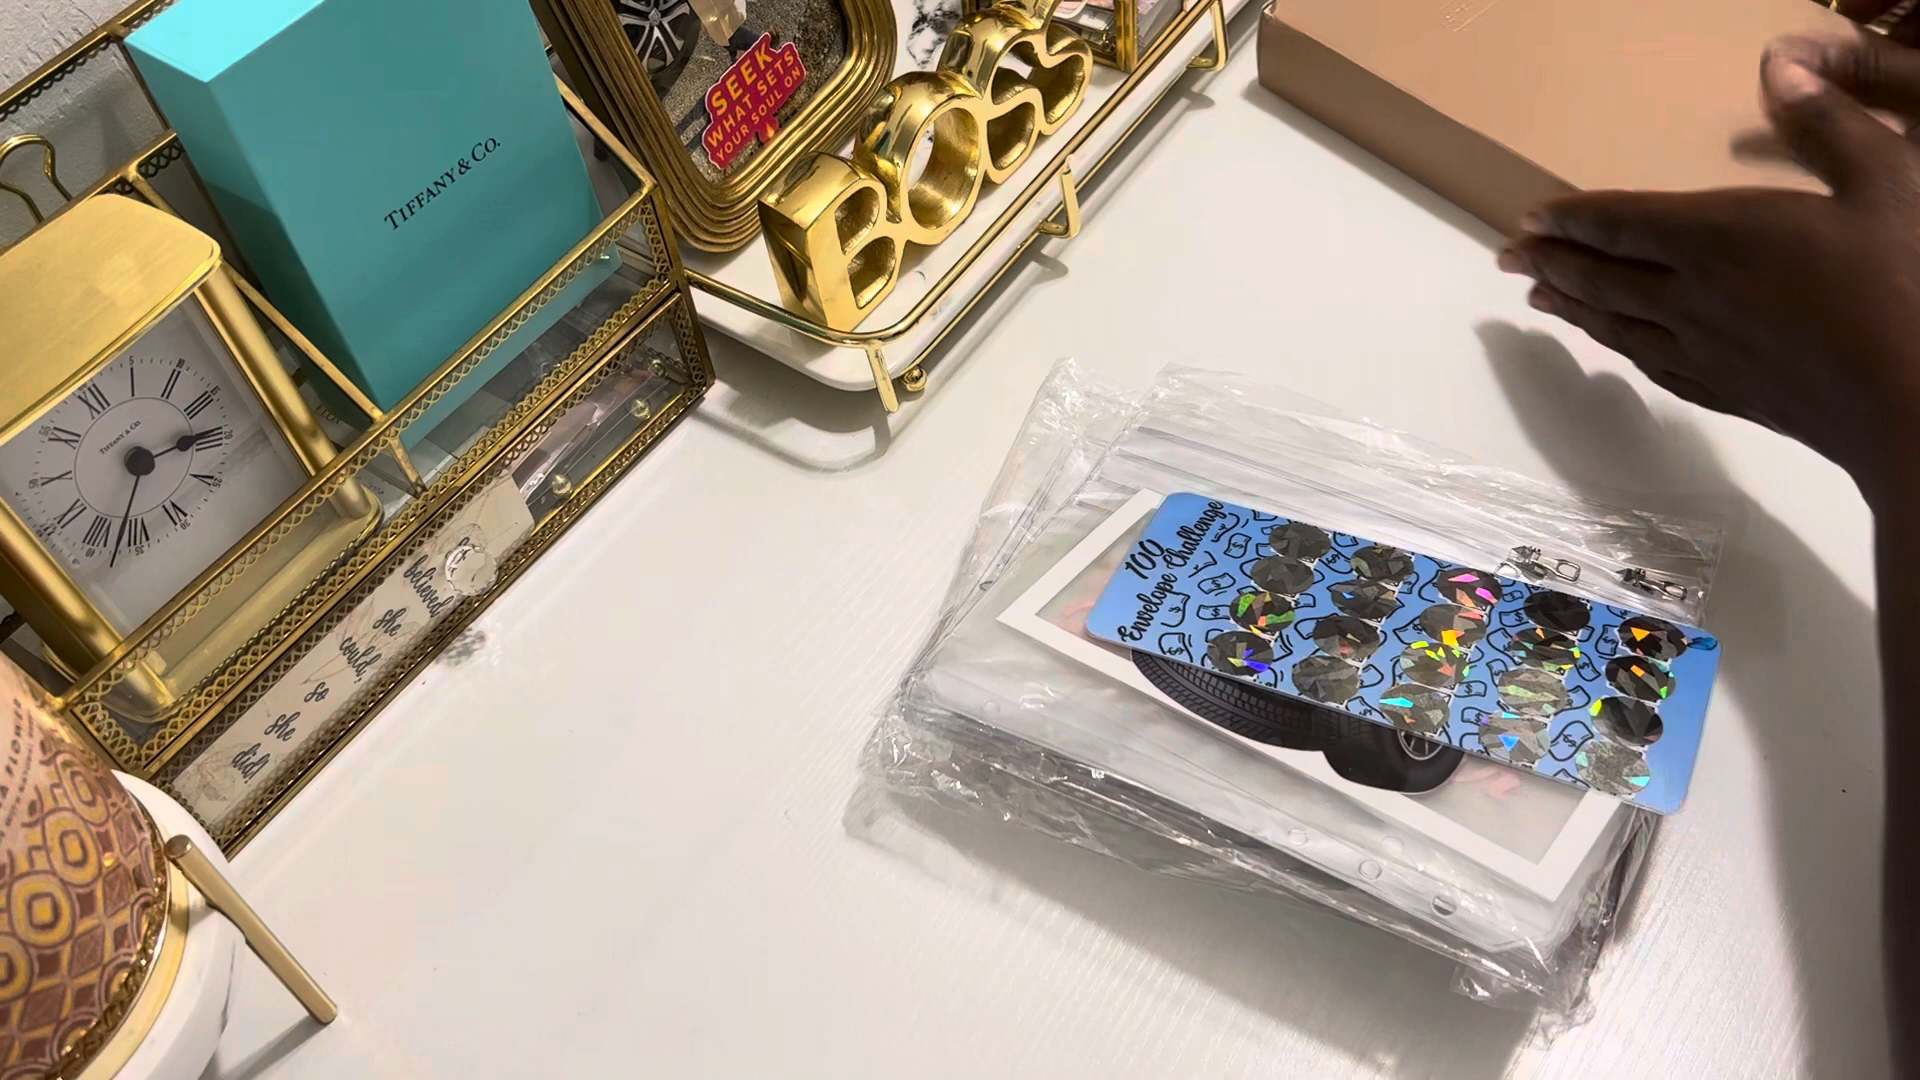 TIFFANY & CO.
SEEK
WHAT SETS
YOUR SOUL ON
BOSS
TIFFANY & CO.
believed
she
could,
so
she
did!
100
Envelope Challenge